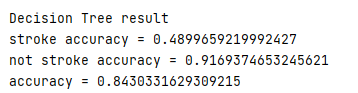 Decision Tree result
stroke accuracy = 0.4899659219992427
not stroke accuracy = 0.9169374653245621
accuracy = 0.8430331629309215